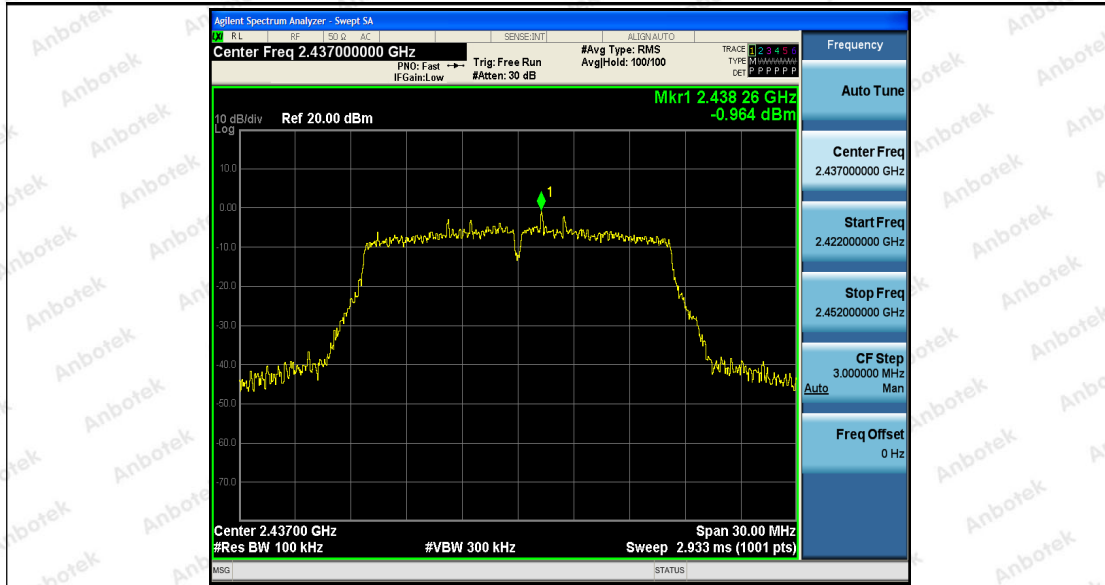 Agilent Spectrum Analyzer - Swept SA
RL RF 50 Ω AC SENSE:INT ALIGNAUTO
Center Freq 2.437000000 GHz
PNO: Fast
IFGain:Low
Trig: Free Run
#Atten: 30 dB
#Avg Type: RMS
Avg|Hold: 100/100
TRACE 1 2 3 4 5 6
TYPE M
DET P P P P P P
Mkr1 2.438 26 GHz
-0.964 dBm
10 dB/div Ref 20.00 dBm
Log
10.0
0.00
-10.0
-20.0
-30.0
-40.0
-50.0
-60.0
-70.0
1
Center 2.43700 GHz Span 30.00 MHz
#Res BW 100 kHz #VBW 300 kHz Sweep 2.933 ms (1001 pts)
MSG STATUS
Frequency
Auto Tune
Center Freq
2.437000000 GHz
Start Freq
2.422000000 GHz
Stop Freq
2.452000000 GHz
CF Step
3.000000 MHz
Auto Man
Freq Offset
0 Hz
Anbotek